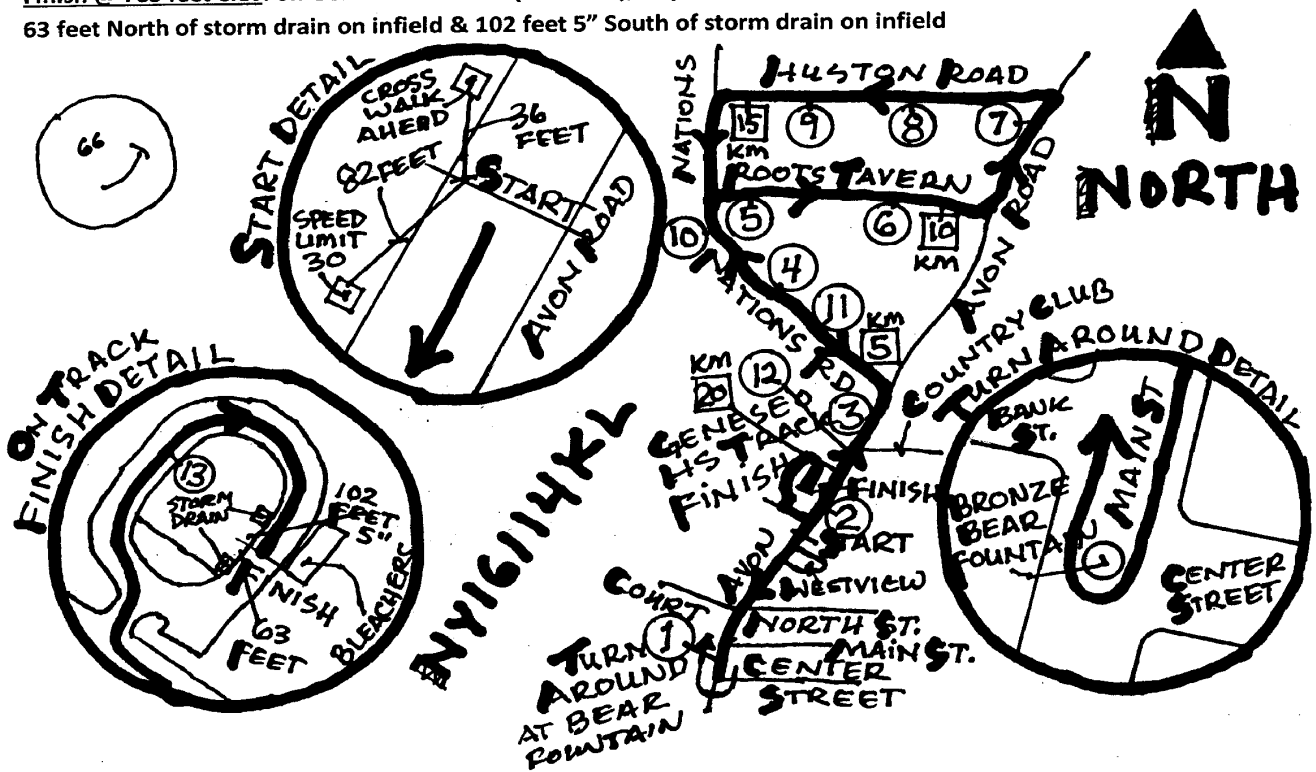 63 feet North of storm drain on infield & 102 feet 5” South of storm drain on infield
START DETAIL
CROSS
WALK
AHEAD
36
FEET
82 FEET
START
SPEED
LIMIT
30
AVON ROAD
66
HUSTON ROAD
NATIONS
15
KM
9
8
7
ROOTS TAVERN
5
6
10
KM
AVON ROAD
10
4
NATIONS RD
11
KM
5
N
NORTH
KM
20
12
3
GENESEO
HS TRACK
FINISH
COUNTRY CLUB
FINISH
2
START
AVON
WESTVIEW
COURT
NORTH ST.
MAIN ST.
1
CENTER
STREET
TURN
AROUND
AT BEAR
FOUNTAIN
NY16114KL
ON TRACK
FINISH DETAIL
13
STORM
DRAIN
102
FEET
5"
FINISH
63
FEET
BLEACHERS
TURN AROUND DETAIL
BANK
ST.
MAIN ST
BRONZE
BEAR
FOUNTAIN
1
CENTER
STREET